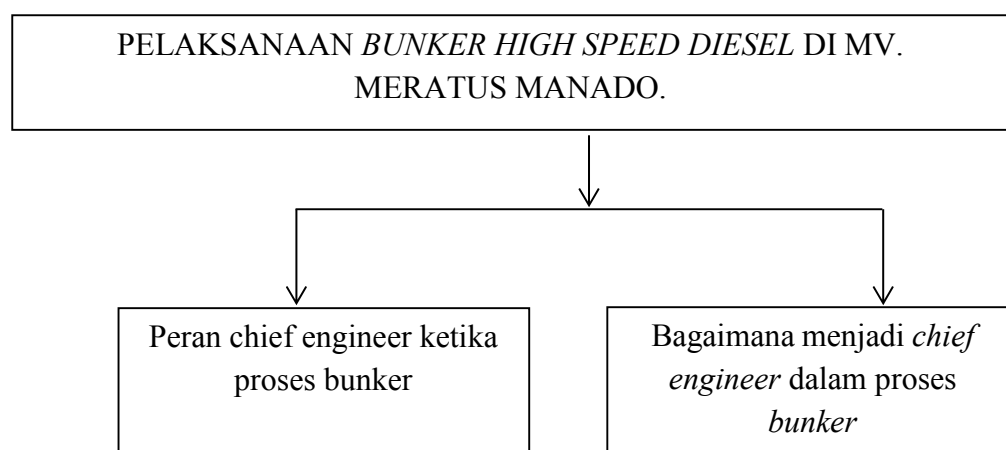 PELAKSANAAN BUNKER HIGH SPEED DIESEL DI MV.
MERATUS MANADO.
Peran chief engineer ketika
proses bunker
Bagaimana menjadi chief
engineer dalam proses
bunker